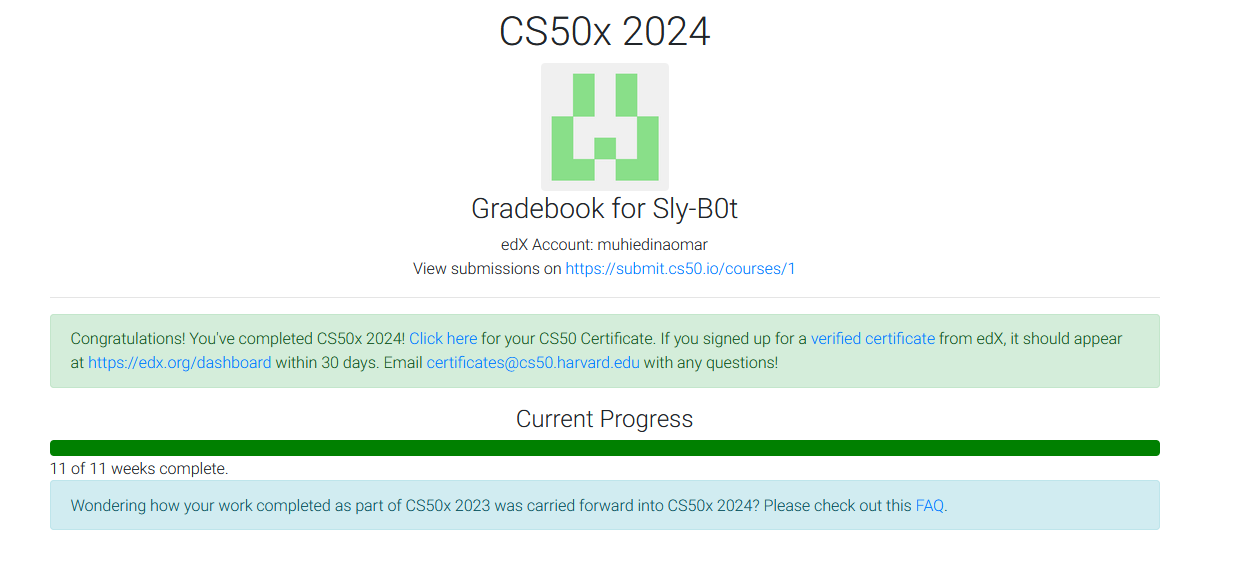 CS50x 2024
Gradebook for Sly-B0t
edX Account: muhiedinaomar
View submissions on https://submit.cs50.io/courses/1
Congratulations! You've completed CS50x 2024! Click here for your CS50 Certificate. If you signed up for a verified certificate from edX, it should appear
at https://edx.org/dashboard within 30 days. Email certificates@cs50.harvard.edu with any questions!
Current Progress
11 of 11 weeks complete.
Wondering how your work completed as part of CS50x 2023 was carried forward into CS50x 2024? Please check out this FAQ.